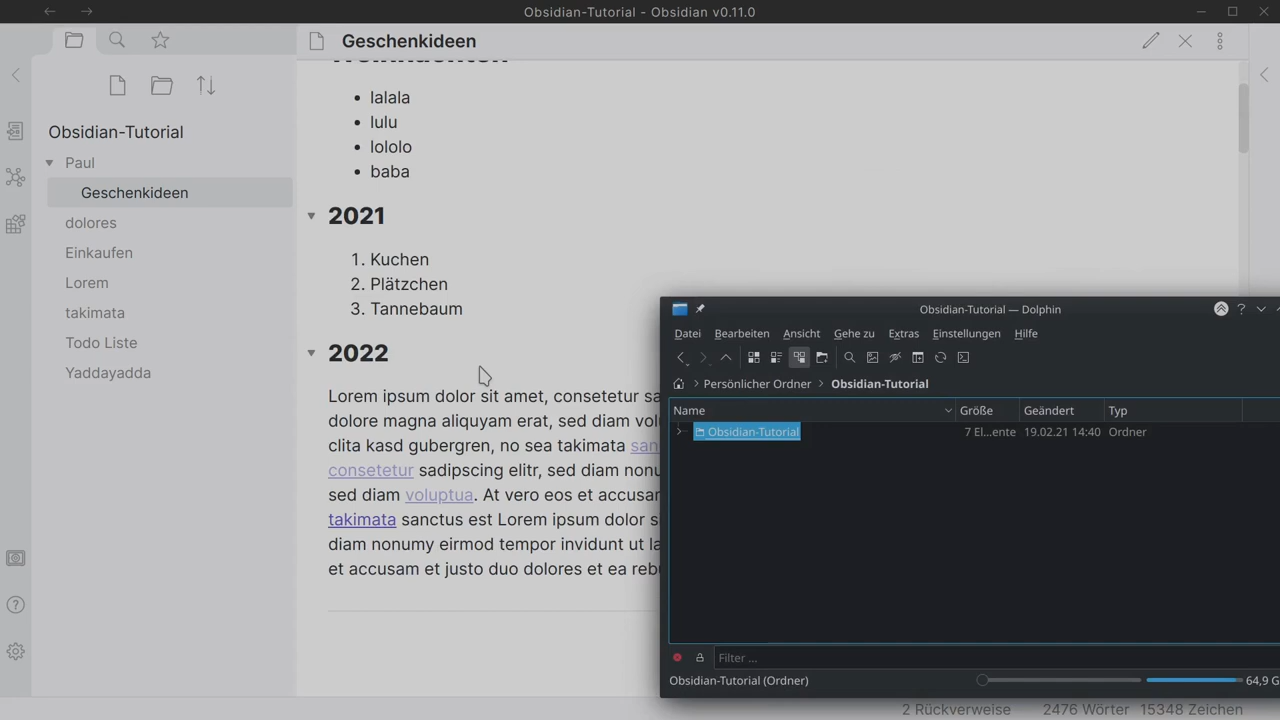 Obsidian-Tutorial - Obsidian v0.11.0
Geschenkideen
Weihnachten
Obsidian-Tutorial
Paul
Geschenkideen
dolores
Einkaufen
Lorem
takimata
Todo Liste
Yaddayadda
• lalala
• lulu
• lololo
• baba
2021
1. Kuchen
2. Plätzchen
3. Tannebaum
2022
Lorem ipsum dolor sit amet, consetetur sa
dolore magna aliquyam erat, sed diam volu
clita kasd gubergren, no sea takimata san
consetetur sadipscing elitr, sed diam nonu
sed diam voluptua. At vero eos et accusam
takimata sanctus est Lorem ipsum dolor s
diam nonumy eirmod tempor invidunt ut la
et accusam et justo duo dolores et ea rebu
Obsidian-Tutorial — Dolphin
Datei Bearbeiten Ansicht Gehe zu Extras Einstellungen Hilfe
Persönlicher Ordner > Obsidian-Tutorial
Name Größe Geändert Typ
Obsidian-Tutorial 7 El...ente 19.02.21 14:40 Ordner
Filter ...
Obsidian-Tutorial (Ordner) 64,9 G
2 Rückverweise 2476 Wörter 15348 Zeichen